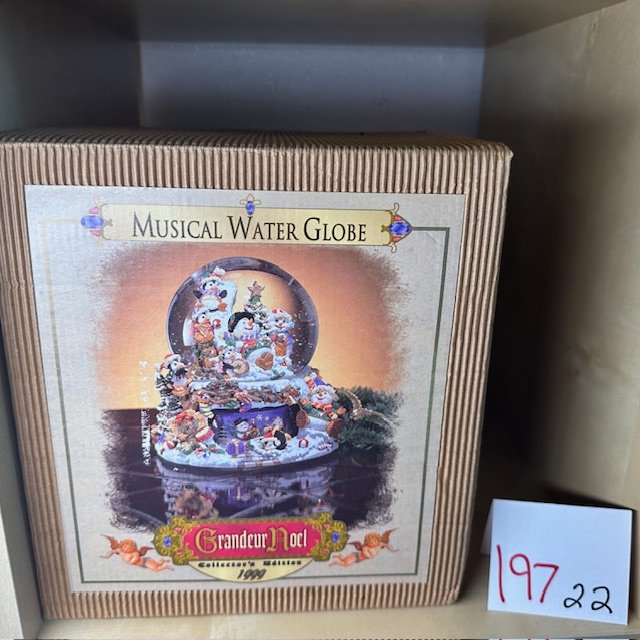 MUSICAL WATER GLOBE
Grandeur Noel
Collector's Edition
1999
197 22